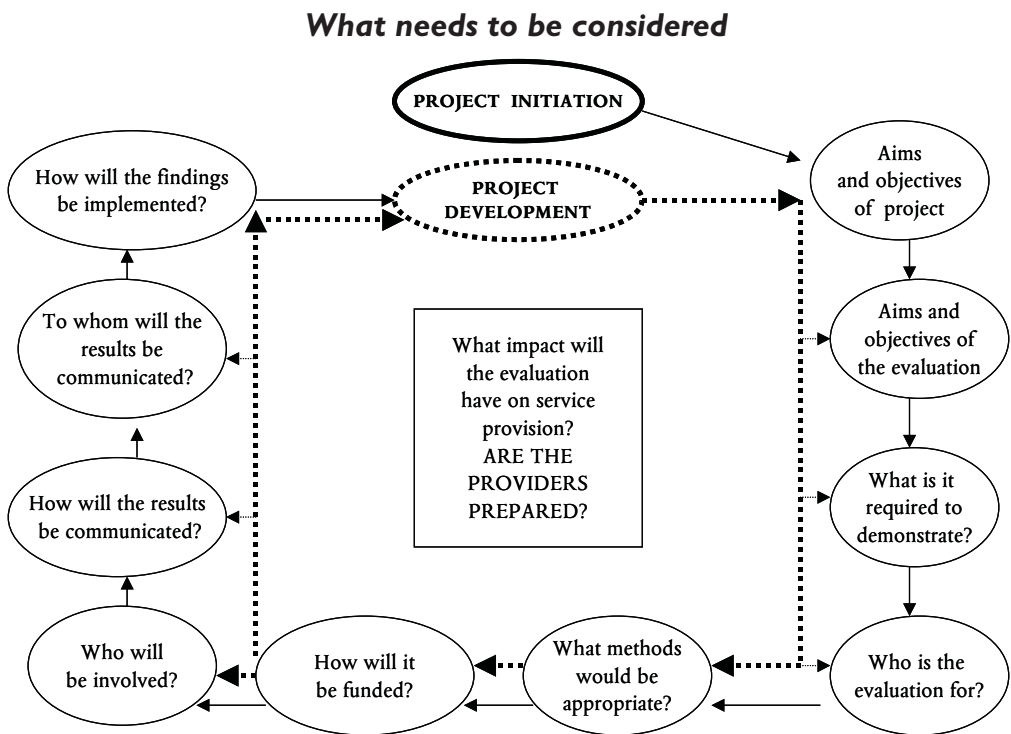 What needs to be considered
PROJECT INITIATION
Aims
and objectives
of project
Aims and
objectives of
the evaluation
What is it
required to
demonstrate?
Who is the
evaluation for?
What methods
would be
appropriate?
How will it
be funded?
Who will
be involved?
How will the results
be communicated?
To whom will the
results be
communicated?
How will the findings
be implemented?
PROJECT
DEVELOPMENT
What impact will
the evaluation
have on service
provision?
ARE THE
PROVIDERS
PREPARED?